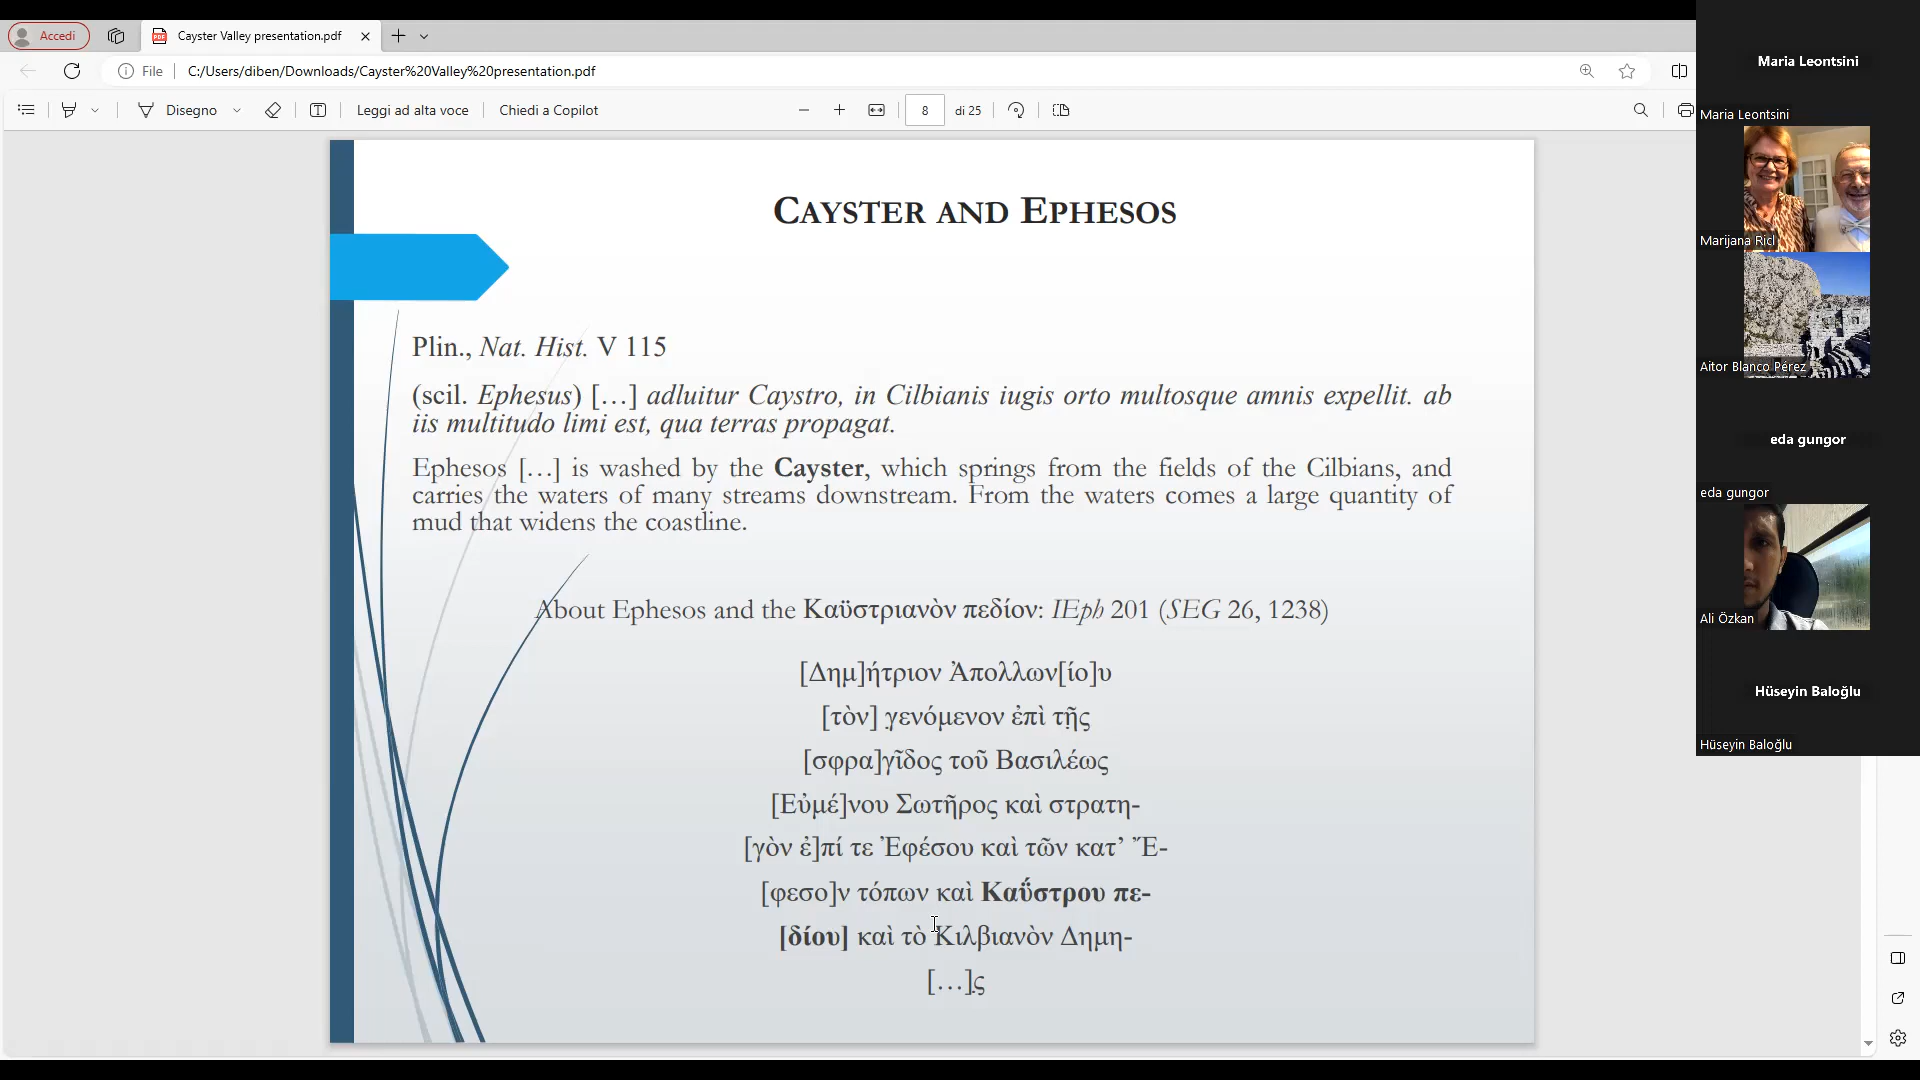 Accedi
Cayster Valley presentation.pdf
File
C:/Users/diben/Downloads/Cayster%20Valley%20presentation.pdf
Disegno
Leggi ad alta voce
Chiedi a Copilot
8
di 25
CAYSTER AND EPHESOS
Plin., Nat. Hist. V 115
(scil. Ephesus) […] adluitur Caystro, in Cilbianis iugis orto multosque amnis expellit. ab
iis multitudo limi est, qua terras propagat.
Ephesos […] is washed by the Cayster, which springs from the fields of the Cilbians, and
carries the waters of many streams downstream. From the waters comes a large quantity of
mud that widens the coastline.
About Ephesos and the Καϋστριανὸν πεδίον: IEph 201 (SEG 26, 1238)
[Δημ]ήτριον Ἀπολλων[ίο]υ
[τὸν] γενόμενον ἐπὶ τῆς
[σφρα]γῖδος τοῦ Βασιλέως
[Εὐμέ]νου Σωτῆρος καὶ στρατη-
[γὸν ἐ]πί τε Ἐφέσου καὶ τῶν κατ’ Ἔ-
[φεσο]ν τόπων καὶ Καΰστρου πε-
[δίου] καὶ τὸ Κιλβιανὸν Δημη-
[…]ς
Maria Leontsini
Maria Leontsini
Marijana Ricl
Aitor Blanco Pérez
eda gungor
eda gungor
Ali Özkan
Hüseyin Baloğlu
Hüseyin Baloğlu